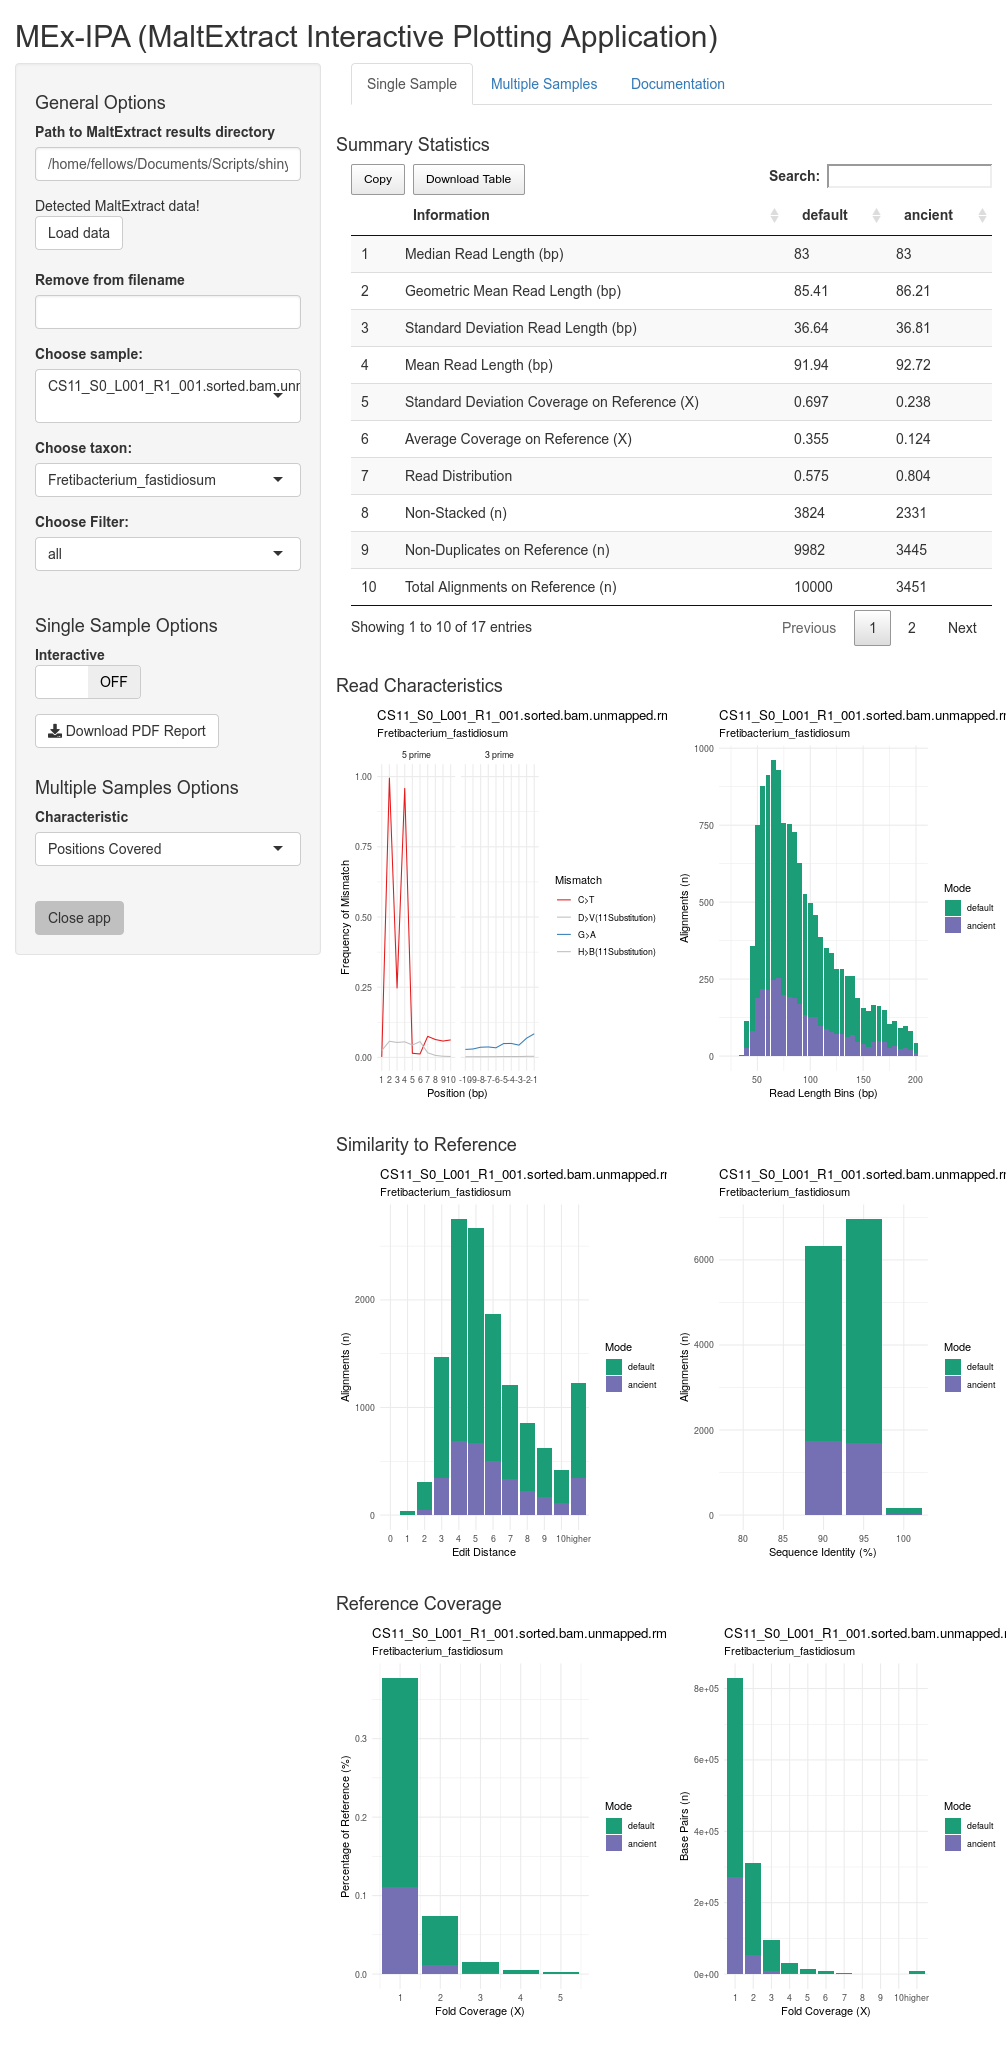 MEx-IPA (MaltExtract Interactive Plotting Application)
General Options
Path to MaltExtract results directory
/home/fellows/Documents/Scripts/shiny
Detected MaltExtract data!
Load data
Remove from filename
Choose sample:
CS11_S0_L001_R1_001.sorted.bam.unr
Choose taxon:
Fretibacterium_fastidiosum
Choose Filter:
all
Single Sample Options
Interactive
OFF
Download PDF Report
Multiple Samples Options
Characteristic
Positions Covered
Close app
Single Sample Multiple Samples Documentation
Summary Statistics
Copy Download Table Search:
Information default ancient
1 Median Read Length (bp) 83 83
2 Geometric Mean Read Length (bp) 85.41 86.21
3 Standard Deviation Read Length (bp) 36.64 36.81
4 Mean Read Length (bp) 91.94 92.72
5 Standard Deviation Coverage on Reference (X) 0.697 0.238
6 Average Coverage on Reference (X) 0.355 0.124
7 Read Distribution 0.575 0.804
8 Non-Stacked (n) 3824 2331
9 Non-Duplicates on Reference (n) 9982 3445
10 Total Alignments on Reference (n) 10000 3451
Showing 1 to 10 of 17 entries Previous 1 2 Next
Read Characteristics
CS11_S0_L001_R1_001.sorted.bam.unmapped.rm
Fretibacterium_fastidiosum
5 prime 3 prime
1.00
0.75
0.50
0.25
0.00
Frequency of Mismatch
1 2 3 4 5 6 7 8 9 10 -10-9-8-7-6-5-4-3-2-1
Position (bp)
Mismatch
C>T
D>V(11Substitution)
G>A
H>B(11Substitution)
CS11_S0_L001_R1_001.sorted.bam.unmapped.r
Fretibacterium_fastidiosum
1000
750
500
250
0
Alignments (n)
50 100 150 200
Read Length Bins (bp)
Mode
default
ancient
Similarity to Reference
CS11_S0_L001_R1_001.sorted.bam.unmapped.r
Fretibacterium_fastidiosum
2000
1000
0
Alignments (n)
0 1 2 3 4 5 6 7 8 9 10higher
Edit Distance
Mode
default
ancient
CS11_S0_L001_R1_001.sorted.bam.unmapped.r
Fretibacterium_fastidiosum
6000
4000
2000
0
Alignments (n)
80 85 90 95 100
Sequence Identity (%)
Mode
default
ancient
Reference Coverage
CS11_S0_L001_R1_001.sorted.bam.unmapped.rm
Fretibacterium_fastidiosum
0.3
0.2
0.1
0.0
Percentage of Reference (%)
1 2 3 4 5
Fold Coverage (X)
Mode
default
ancient
CS11_S0_L001_R1_001.sorted.bam.unmapped.r
Fretibacterium_fastidiosum
8e+05
6e+05
4e+05
2e+05
0e+00
Base Pairs (n)
1 2 3 4 5 6 7 8 9 10higher
Fold Coverage (X)
Mode
default
ancient